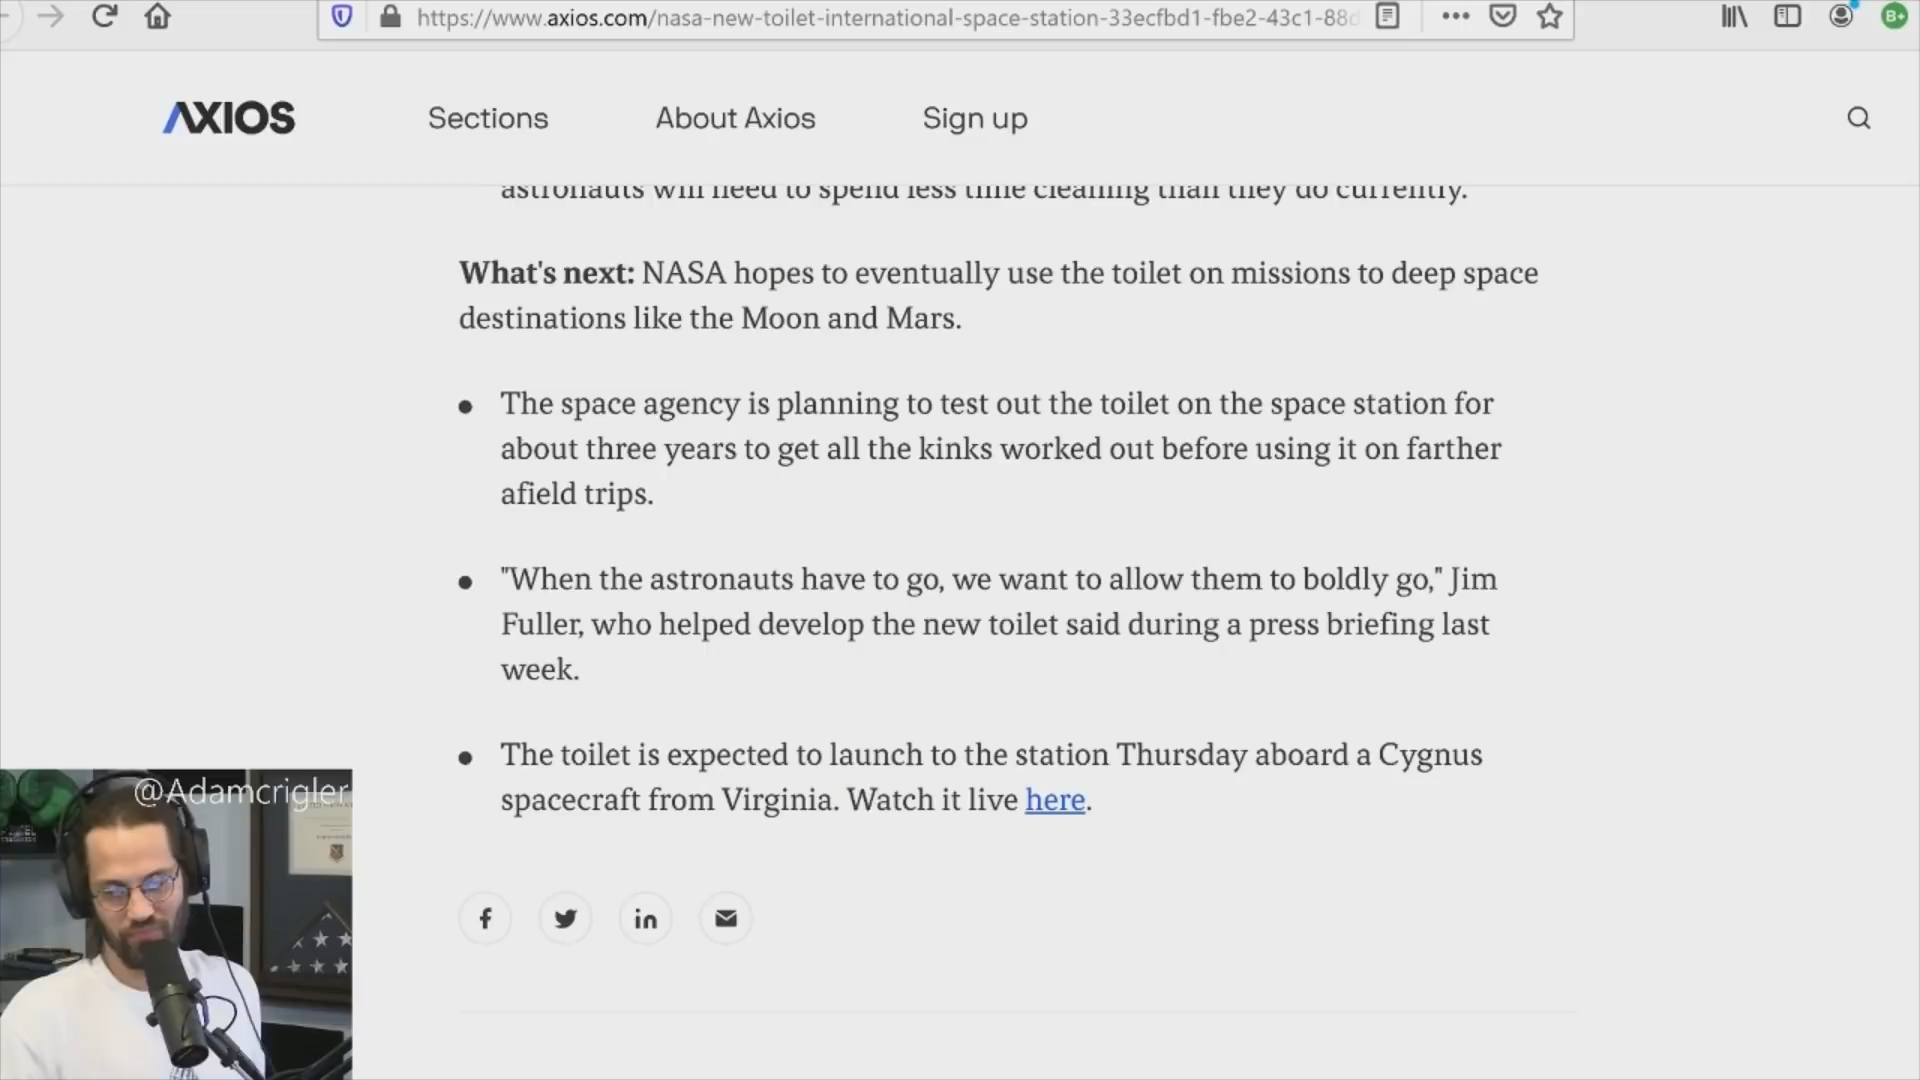 https://www.axios.com/nasa-new-toilet-international-space-station-33ecfbd1-fbe2-43c1-88d
B+
AXIOS
Sections
About Axios
Sign up
astronauts will need to spend less time cleaning than they do currently.
What's next: NASA hopes to eventually use the toilet on missions to deep space
destinations like the Moon and Mars.
The space agency is planning to test out the toilet on the space station for
about three years to get all the kinks worked out before using it on farther
afield trips.
"When the astronauts have to go, we want to allow them to boldly go," Jim
Fuller, who helped develop the new toilet said during a press briefing last
week.
The toilet is expected to launch to the station Thursday aboard a Cygnus
spacecraft from Virginia. Watch it live here.
@Adamcrigler